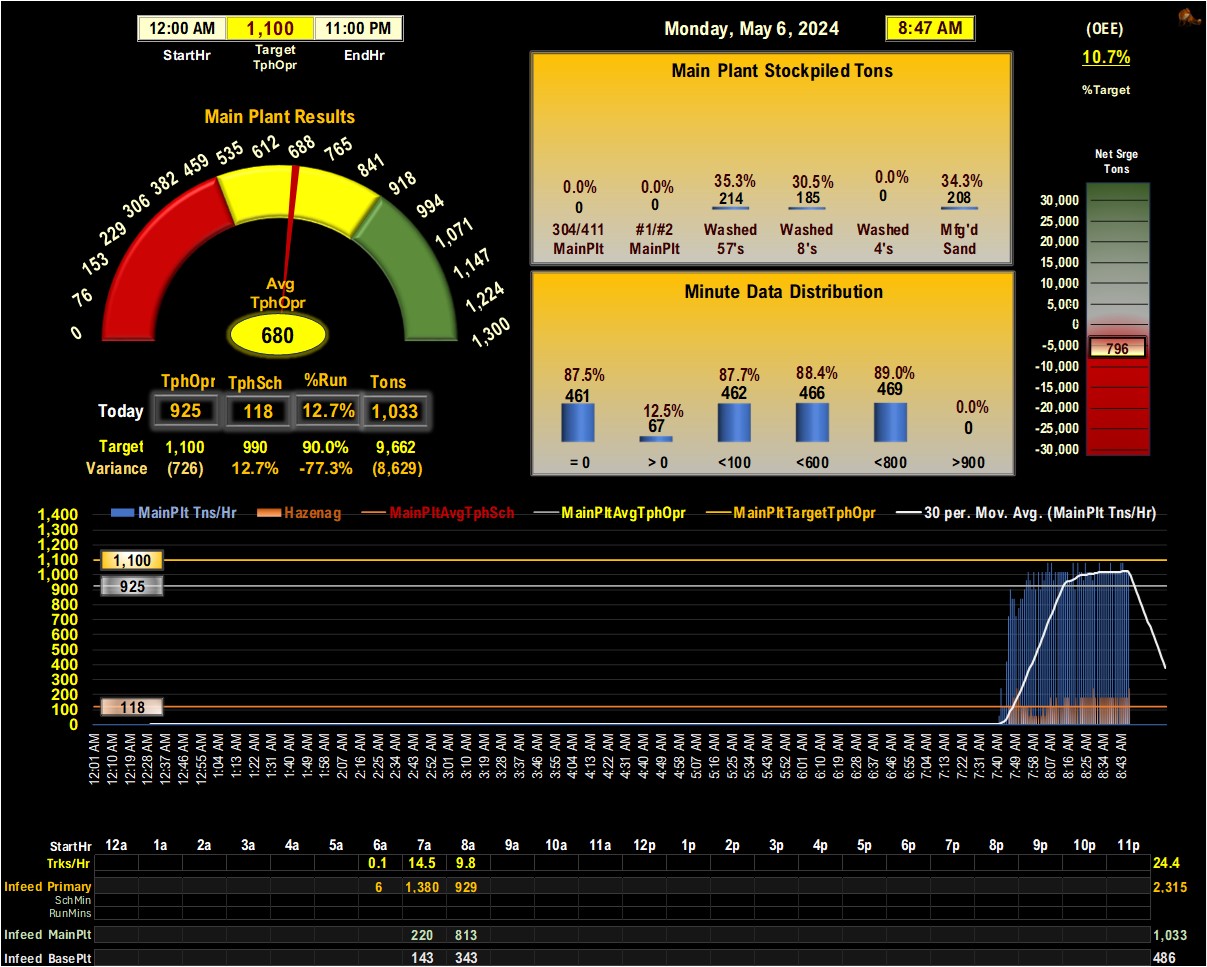 12:00 AM 1,100 11:00 PM
StartHr Target TphOpr EndHr
Monday, May 6, 2024 8:47 AM
(OEE)
10.7%
%Target
Main Plant Results
0 76 153 229 306 382 459 535 612 688 765 841 918 994 1,071 1,147 1,224 1,300
Avg
TphOpr
680
TphOpr TphSch %Run Tons
Today 925 118 12.7% 1,033
Target 1,100 990 90.0% 9,662
Variance (726) 12.7% -77.3% (8,629)
Main Plant Stockpiled Tons
0.0% 0.0% 35.3% 30.5% 0.0% 34.3%
0 0 214 185 0 208
304/411 #1/#2 Washed Washed Washed Mfg'd
MainPlt MainPlt 57's 8's 4's Sand
Minute Data Distribution
87.5% 12.5% 87.7% 88.4% 89.0% 0.0%
461 67 462 466 469 0
= 0 > 0 <100 <600 <800 >900
Net Srge
Tons
30,000
25,000
20,000
15,000
10,000
5,000
0
-5,000
796
-10,000
-15,000
-20,000
-25,000
-30,000
MainPlt Tns/Hr Hazenag MainPltAvgTphSch MainPltAvgTphOpr MainPltTargetTphOpr 30 per. Mov. Avg. (MainPlt Tns/Hr)
1,400
1,300
1,200
1,100 1,100
1,000
900 925
800
700
600
500
400
300
200
100 118
0
12:01 AM 12:10 AM 12:19 AM 12:28 AM 12:37 AM 12:46 AM 12:55 AM 1:04 AM 1:13 AM 1:22 AM 1:31 AM 1:40 AM 1:49 AM 1:58 AM 2:07 AM 2:16 AM 2:25 AM 2:34 AM 2:43 AM 2:52 AM 3:01 AM 3:10 AM 3:19 AM 3:28 AM 3:37 AM 3:46 AM 3:55 AM 4:04 AM 4:13 AM 4:22 AM 4:31 AM 4:40 AM 4:49 AM 4:58 AM 5:07 AM 5:16 AM 5:25 AM 5:34 AM 5:43 AM 5:52 AM 6:01 AM 6:10 AM 6:19 AM 6:28 AM 6:37 AM 6:46 AM 6:55 AM 7:04 AM 7:13 AM 7:22 AM 7:31 AM 7:40 AM 7:49 AM 7:58 AM 8:07 AM 8:16 AM 8:25 AM 8:34 AM 8:43 AM
StartHr 12a 1a 2a 3a 4a 5a 6a 7a 8a 9a 10a 11a 12p 1p 2p 3p 4p 5p 6p 7p 8p 9p 10p 11p
Trks/Hr 0.1 14.5 9.8 24.4
Infeed Primary 6 1,380 929 2,315
SchMin
RunMins
Infeed MainPlt 220 813 1,033
Infeed BasePlt 143 343 486